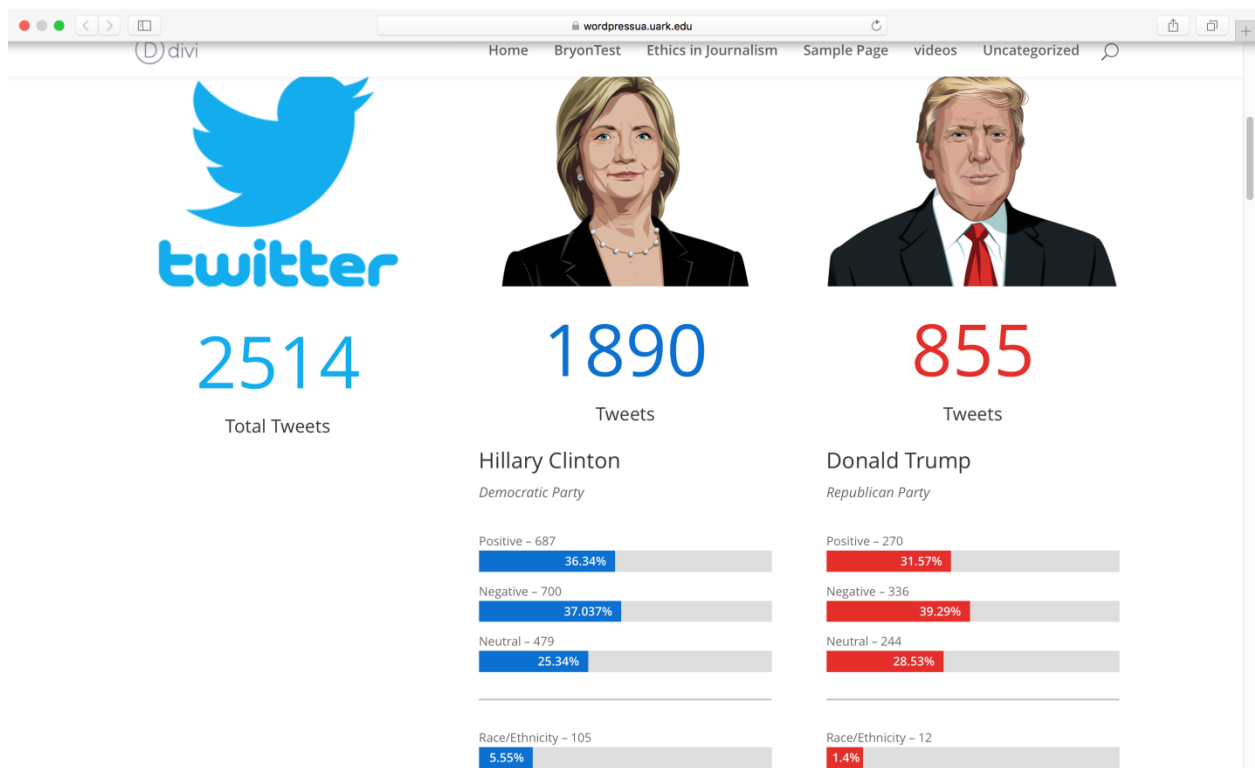 wordpressua.uark.edu
D divi
Home BryonTest Ethics in Journalism Sample Page videos Uncategorized
twitter
2514
Total Tweets
1890
Tweets
Hillary Clinton
Democratic Party
Positive – 687
36.34%
Negative – 700
37.037%
Neutral – 479
25.34%
Race/Ethnicity – 105
5.55%
855
Tweets
Donald Trump
Republican Party
Positive – 270
31.57%
Negative – 336
39.29%
Neutral – 244
28.53%
Race/Ethnicity – 12
1.4%